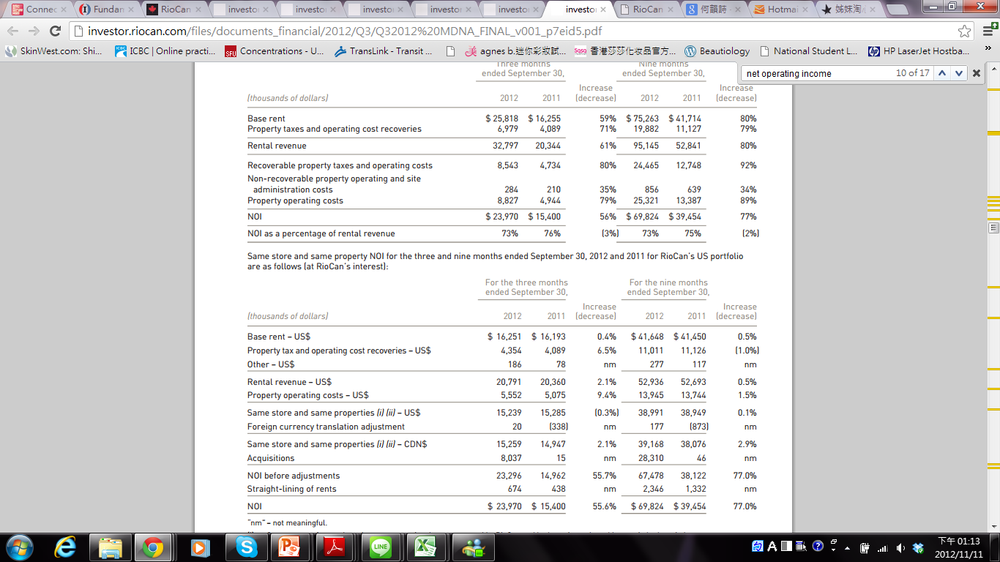 Connec Fundan RioCan investo investo investo investo investo investo RioCan 何韻詩 Hotmai 姊妹淘
investor.riocan.com/files/documents_financial/2012/Q3/Q32012%20MDNA_FINAL_v001_p7eid5.pdf
SkinWest.com: Shi... ICBC | Online practi... SFU Concentrations - U... TransLink - Transit ... agnes b.迷你彩妝試... Sasa 香港莎莎化妝品官方... Beautiology National Student L... hp HP LaserJet Hostba... »
net operating income 10 of 17
Three months Nine months
ended September 30, ended September 30,
Increase Increase
(thousands of dollars) 2012 2011 (decrease) 2012 2011 (decrease)
Base rent $ 25,818 $ 16,255 59% $ 75,263 $ 41,714 80%
Property taxes and operating cost recoveries 6,979 4,089 71% 19,882 11,127 79%
Rental revenue 32,797 20,344 61% 95,145 52,841 80%
Recoverable property taxes and operating costs 8,543 4,734 80% 24,465 12,748 92%
Non-recoverable property operating and site
administration costs 284 210 35% 856 639 34%
Property operating costs 8,827 4,944 79% 25,321 13,387 89%
NOI $ 23,970 $ 15,400 56% $ 69,824 $ 39,454 77%
NOI as a percentage of rental revenue 73% 76% (3%) 73% 75% (2%)
Same store and same property NOI for the three and nine months ended September 30, 2012 and 2011 for RioCan's US portfolio
are as follows (at RioCan's interest):
For the three months For the nine months
ended September 30, ended September 30,
Increase Increase
(thousands of dollars) 2012 2011 (decrease) 2012 2011 (decrease)
Base rent – US$ $ 16,251 $ 16,193 0.4% $ 41,648 $ 41,450 0.5%
Property tax and operating cost recoveries – US$ 4,354 4,089 6.5% 11,011 11,126 (1.0%)
Other – US$ 186 78 nm 277 117 nm
Rental revenue – US$ 20,791 20,360 2.1% 52,936 52,693 0.5%
Property operating costs – US$ 5,552 5,075 9.4% 13,945 13,744 1.5%
Same store and same properties (i) (ii) – US$ 15,239 15,285 (0.3%) 38,991 38,949 0.1%
Foreign currency translation adjustment 20 (338) nm 177 (873) nm
Same store and same properties (i) (ii) – CDN$ 15,259 14,947 2.1% 39,168 38,076 2.9%
Acquisitions 8,037 15 nm 28,310 46 nm
NOI before adjustments 23,296 14,962 55.7% 67,478 38,122 77.0%
Straight-lining of rents 674 438 nm 2,346 1,332 nm
NOI $ 23,970 $ 15,400 55.6% $ 69,824 $ 39,454 77.0%
"nm" – not meaningful.
LINE A 下午 01:13
2012/11/11